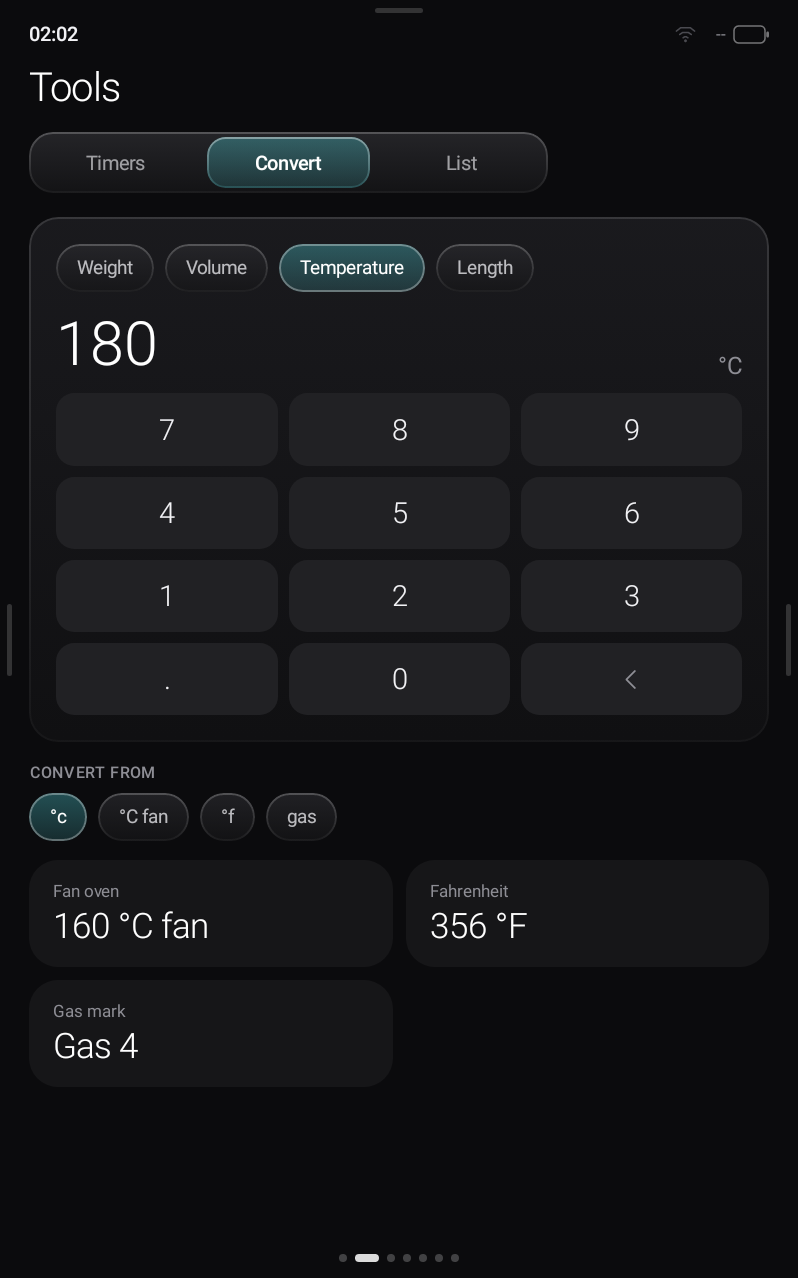 02:02 --
Tools
Timers Convert List
Weight Volume Temperature Length
180 °C
7 8 9
4 5 6
1 2 3
. 0
CONVERT FROM
°c °C fan °f gas
Fan oven Fahrenheit
160 °C fan 356 °F
Gas mark
Gas 4